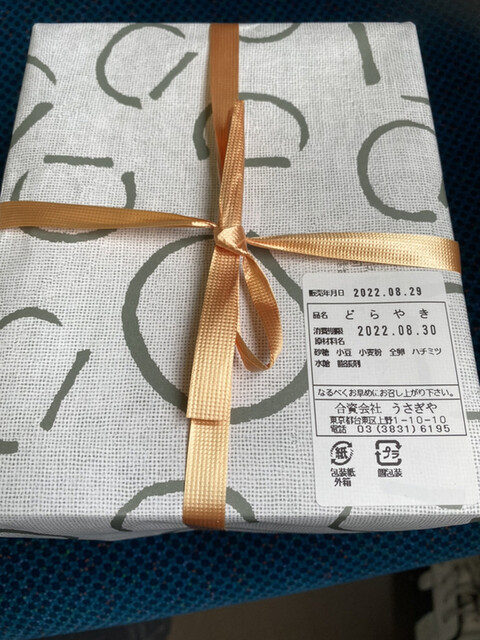 販売年月日 2022.08.29
品名 どらやき
消費期限 2022.08.30
原材料名
砂糖 小豆 小麦粉 全卵 ハチミツ
水飴 膨張剤
なるべくお早めにお召し上がり下さい。
合資会社 うさぎや
東京都台東区上野1-10-10
電話 03(3831)6195
紙 プラ
包装紙 個包装
外箱